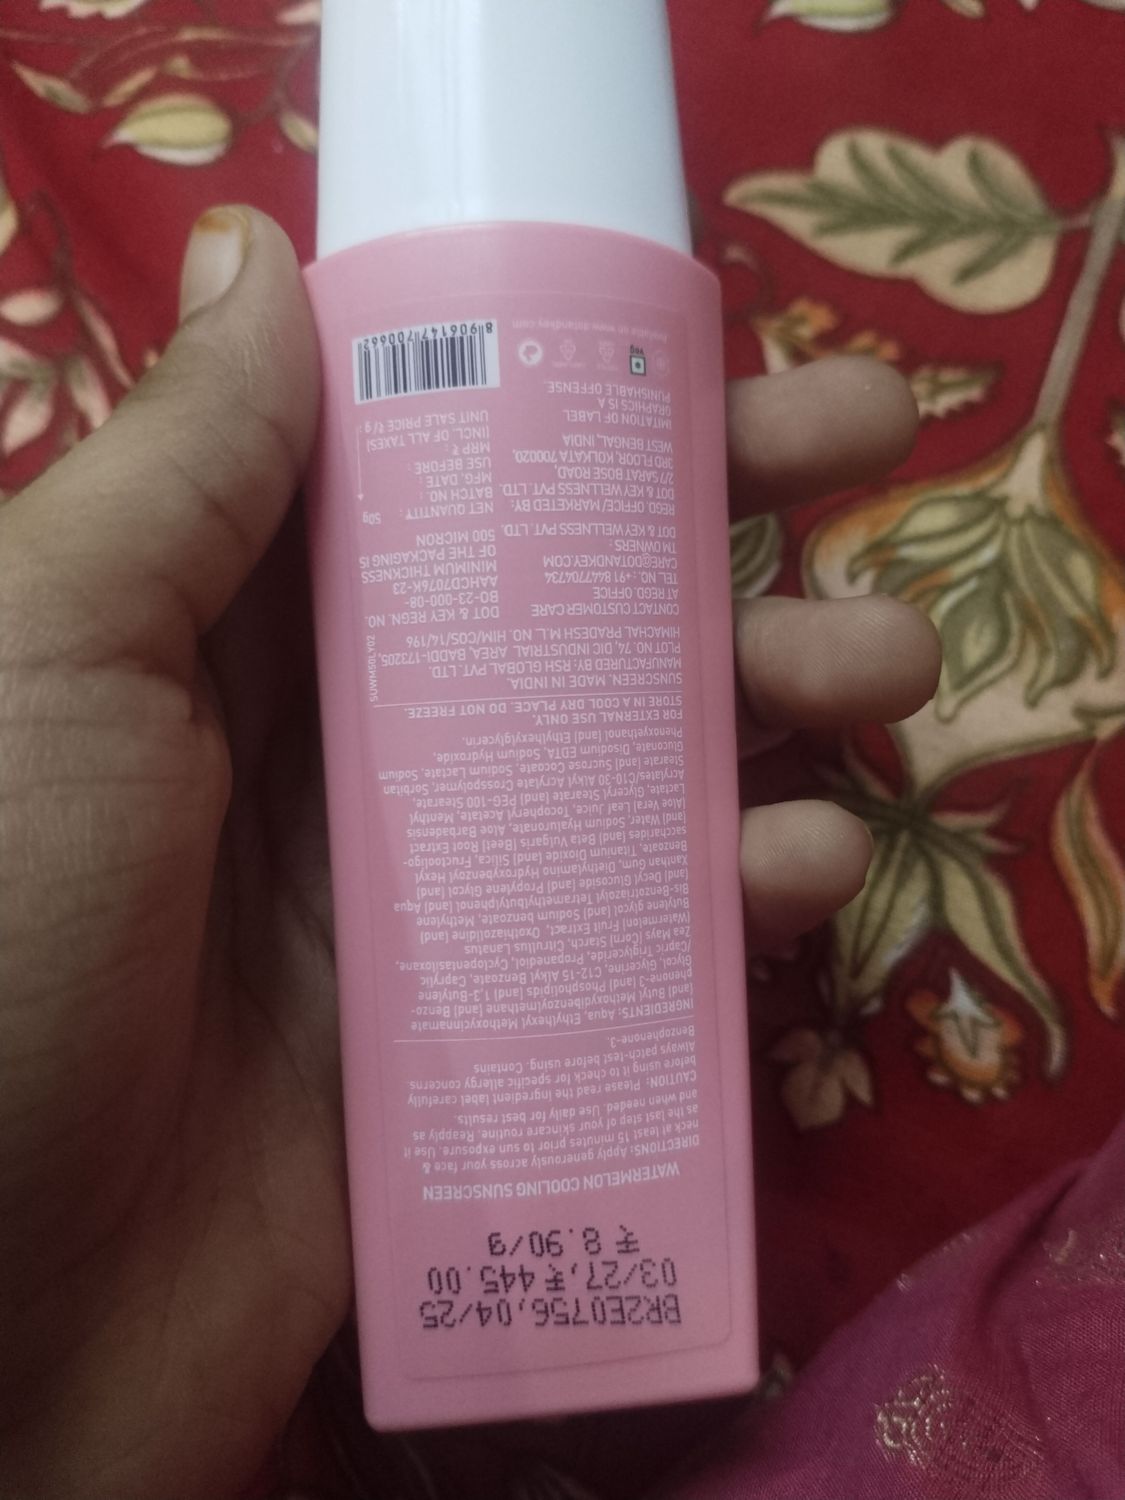 WATERMELON COOLING SUNSCREEN
DIRECTIONS: Apply generously across your face &
neck at least 15 minutes prior to sun exposure. Use it
as the last step of your skincare routine. Reapply as
and when needed. Use daily for best results.
CAUTION: Please read the ingredient label carefully
before using it to check for specific allergy concerns.
Always patch-test before using. Contains
Benzophenone-3.
INGREDIENTS: Aqua, Ethylhexyl Methoxycinnamate
(and) Butyl Methoxydibenzoylmethane (and) Benzo-
phenone-3 (and) Phospholipids (and) 1,3-Butylene
Glycol, Glycerine, C12-15 Alkyl Benzoate, Caprylic
/Capric Triglyceride, Propanediol, Cyclopentasiloxane,
Zea Mays (Corn) Starch, Citrullus Lanatus
(Watermelon) Fruit Extract, Oxothiazolidine (and)
Butylene glycol (and) Sodium benzoate, Methylene
Bis-Benzotriazolyl Tetramethylbutylphenol (and) Aqua
(and) Decyl Glucoside (and) Propylene Glycol (and)
Xanthan Gum, Diethylamino Hydroxybenzoyl Hexyl
Benzoate, Titanium Dioxide (and) Silica, Fructooligo-
saccharides (and) Beta Vulgaris (Beet) Root Extract
(and) Water, Sodium Hyaluronate, Aloe Barbadensis
(Aloe) Vera Leaf Juice, Tocopheryl Acetate, Menthyl
Lactate, Glyceryl Stearate (and) PEG-100 Stearate,
Acrylates/C10-30 Alkyl Acrylate Crosspolymer, Sorbitan
Stearate (and) Sucrose Cocoate, Sodium Lactate, Sodium
Gluconate, Disodium EDTA, Sodium Hydroxide,
Phenoxyethanol (and) Ethylhexylglycerin.
FOR EXTERNAL USE ONLY.
STORE IN A COOL DRY PLACE. DO NOT FREEZE.
SUNSCREEN. MADE IN INDIA.
MANUFACTURED BY: RSH GLOBAL PVT. LTD.
PLOT NO. 74, DIC INDUSTRIAL AREA, BADDI-173205,
HIMACHAL PRADESH M.L. NO. HIM/COS/14/196
CONTACT CUSTOMER CARE
AT REGD.OFFICE
TEL. NO. :+91 8447704734
CARE@DOTANDKEY.COM
TM OWNERS:
DOT & KEY WELLNESS PVT. LTD.
REGD. OFFICE/ MARKETED BY:
DOT & KEY WELLNESS PVT. LTD.
2/7 SARAT BOSE ROAD,
3RD FLOOR, KOLKATA 700020,
WEST BENGAL, INDIA
IMITATION OF LABEL
GRAPHICS IS A
PUNISHABLE OFFENSE.
veg
Available on www.dotandkey.com
SUWM50LY02
DOT & KEY REGN. NO.
BO-23-000-08-
AAHCD7076K-23
MINIMUM THICKNESS
OF THE PACKAGING IS
500 MICRON
NET QUANTITY : 50g
BATCH NO. :
MFG. DATE :
USE BEFORE :
MRP ₹ :
(INCL. OF ALL TAXES)
UNIT SALE PRICE ₹/g :
8906147700662
BR2E0756,04/25
03/27,₹ 445.00
₹ 8.90/g